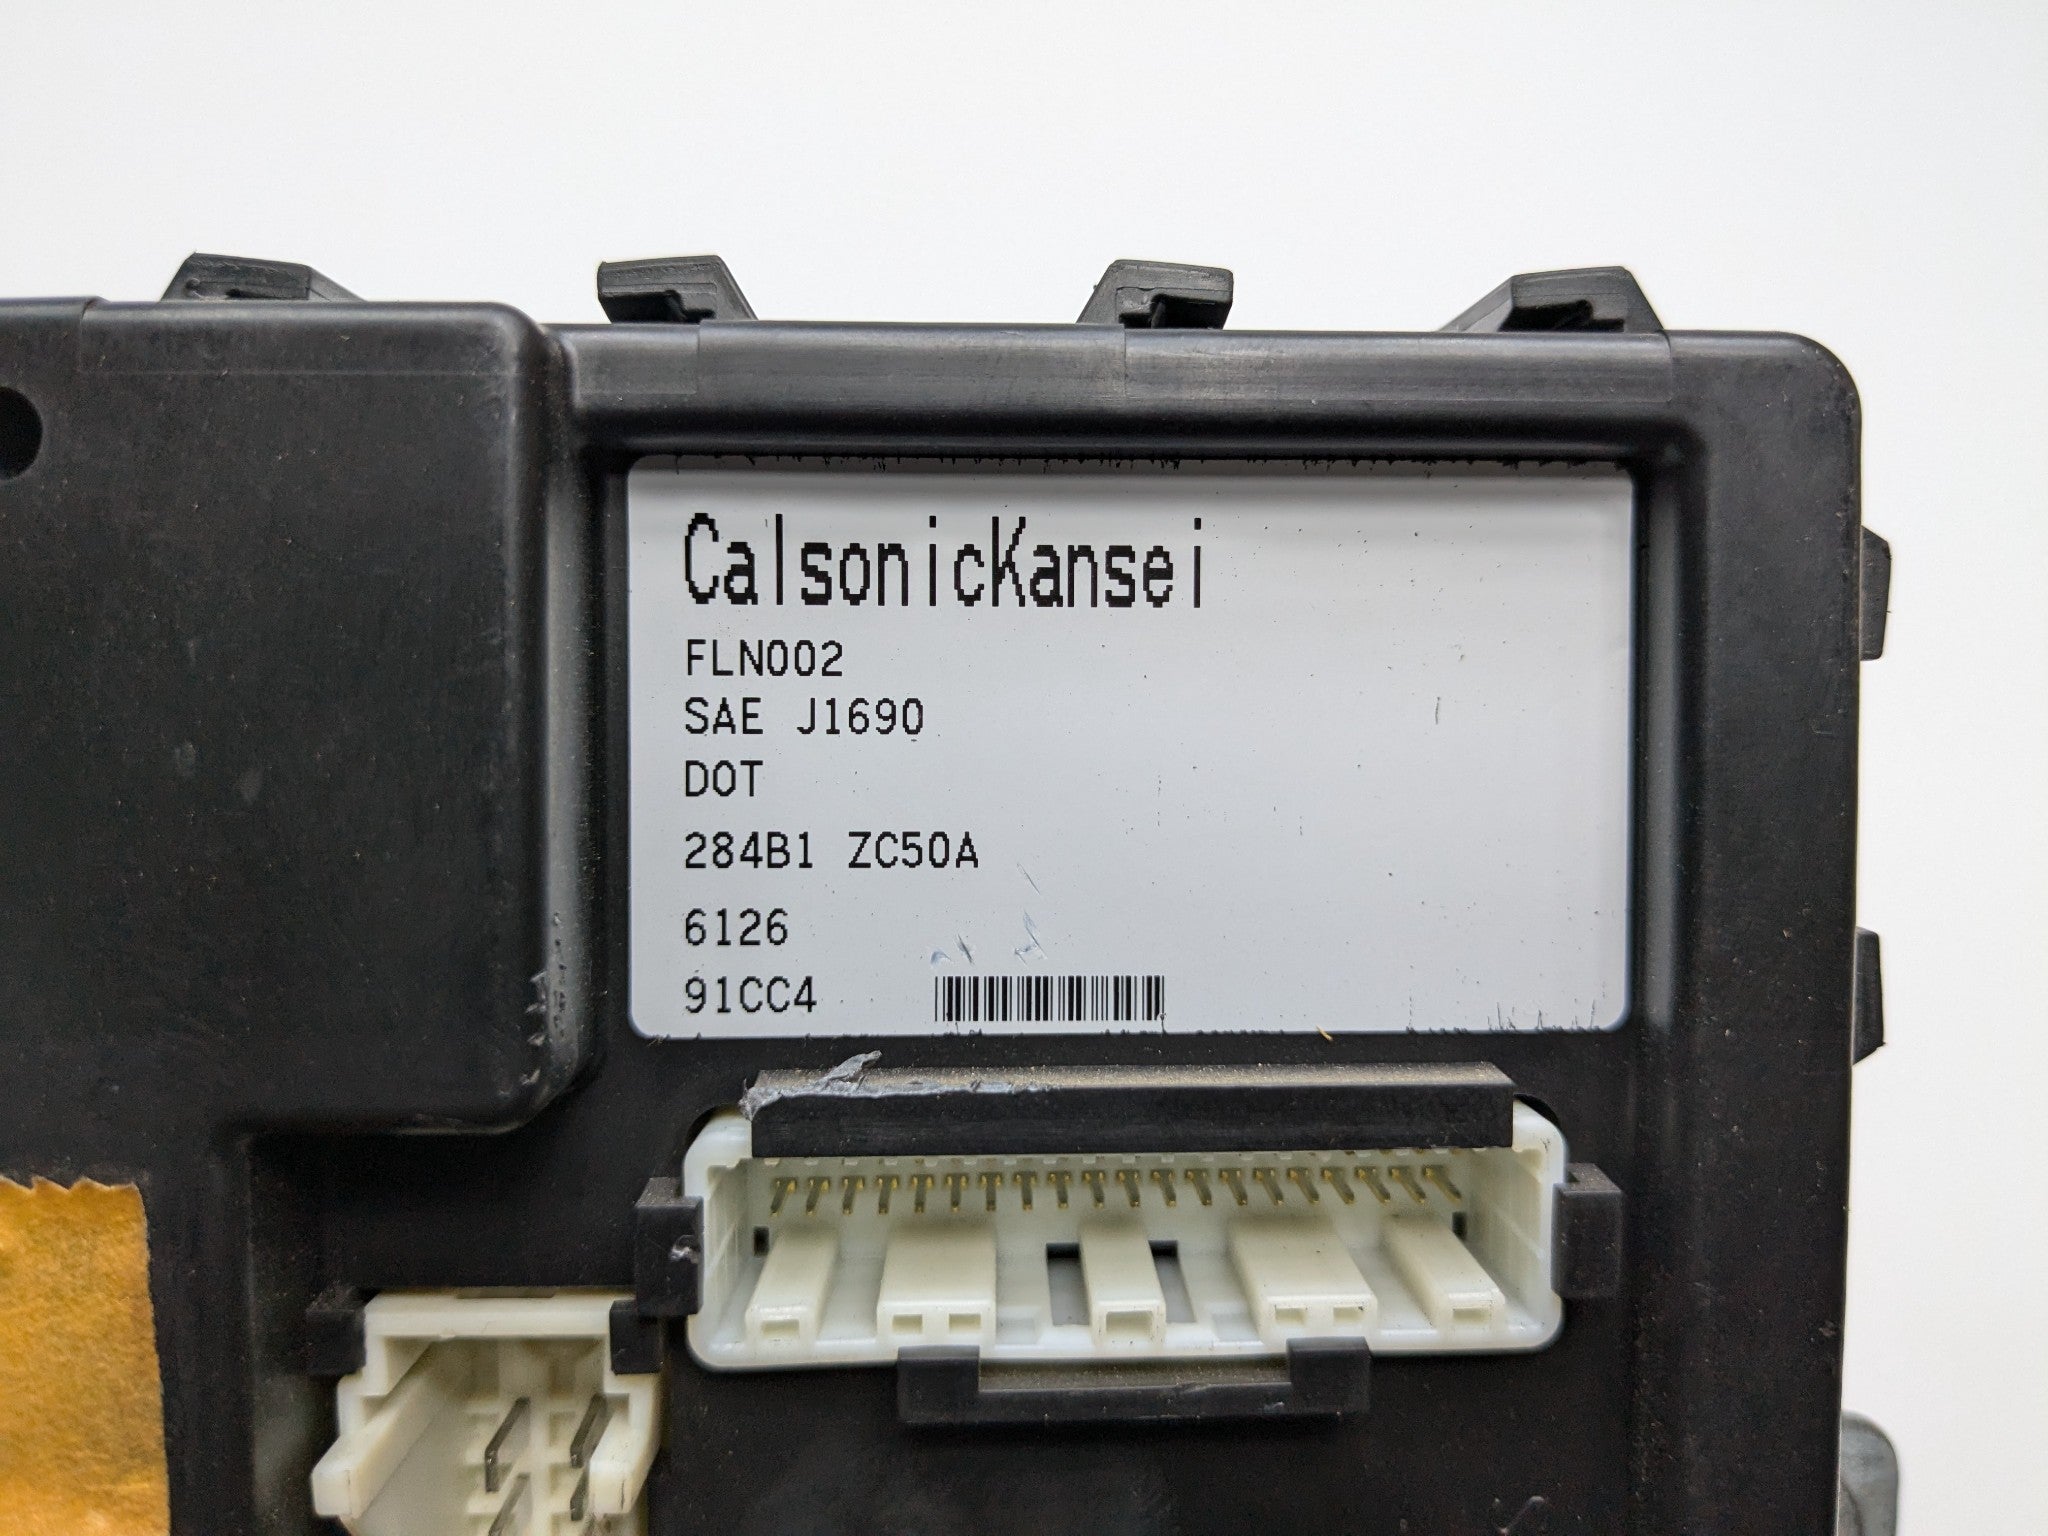 CalsonicKansei
FLN002
SAE J1690
DOT
284B1 ZC50A
6126
91CC4